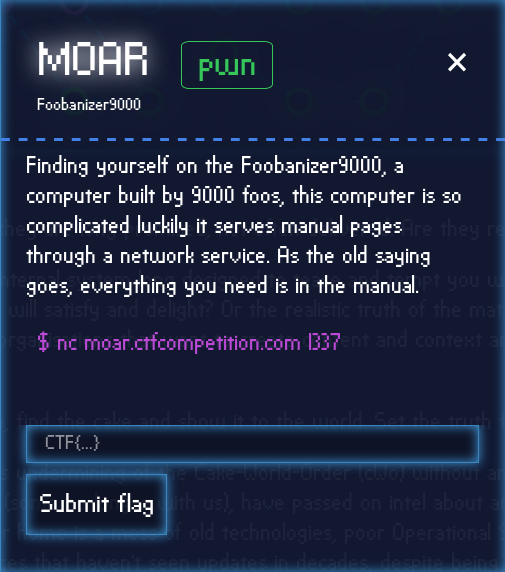 MOAR
pwn
×
Foobanizer9000
Finding yourself on the Foobanizer9000, a
computer built by 9000 foos, this computer is so
complicated luckily it serves manual pages
through a network service. As the old saying
goes, everything you need is in the manual.
$ nc moar.ctfcompetition.com 1337
CTF{...}
Submit flag